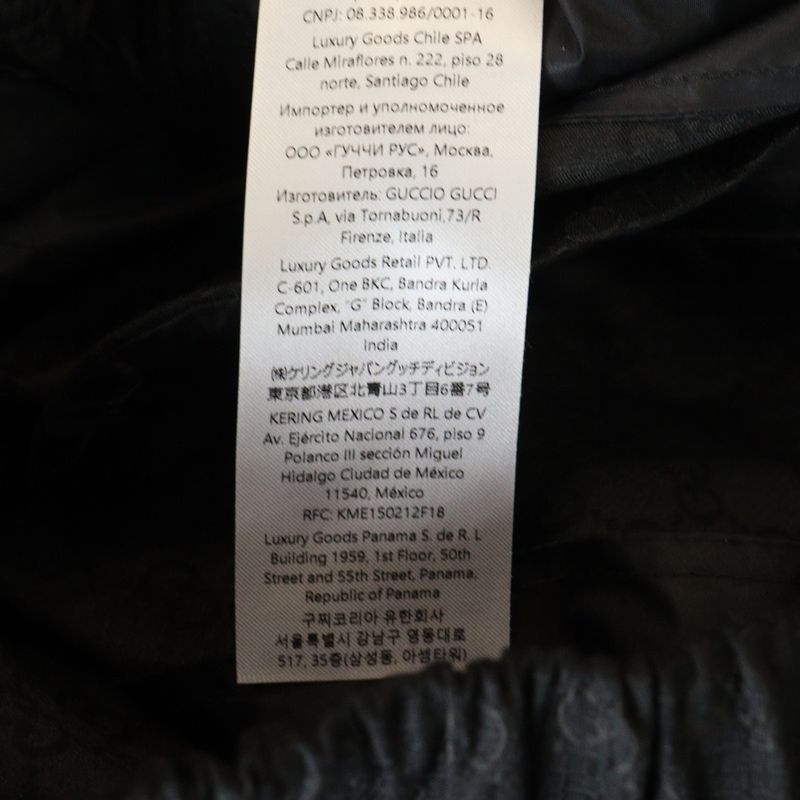 CNPJ: 08.338.986/0001-16
Luxury Goods Chile SPA
Calle Miraflores n. 222, piso 28
norte, Santiago Chile
Импортер и уполномоченное
изготовителем лицо:
ООО «ГУЧЧИ РУС», Москва,
Петровка, 16
Изготовитель: GUCCIO GUCCI
S.p.A, via Tornabuoni,73/R
Firenze, Italia
Luxury Goods Retail PVT. LTD.
C-601, One BKC, Bandra Kurla
Complex, "G" Block, Bandra (E)
Mumbai Maharashtra 400051
India
㈱ケリングジャパングッチディビジョン
東京都港区北青山3丁目6番7号
KERING MEXICO S de RL de CV
Av. Ejército Nacional 676, piso 9
Polanco III sección Miguel
Hidalgo Ciudad de México
11540, México
RFC: KME150212F18
Luxury Goods Panama S. de R. L
Building 1959, 1st Floor, 50th
Street and 55th Street, Panama,
Republic of Panama
구찌코리아 유한회사
서울특별시 강남구 영동대로
517, 35층(삼성동, 아셈타워)